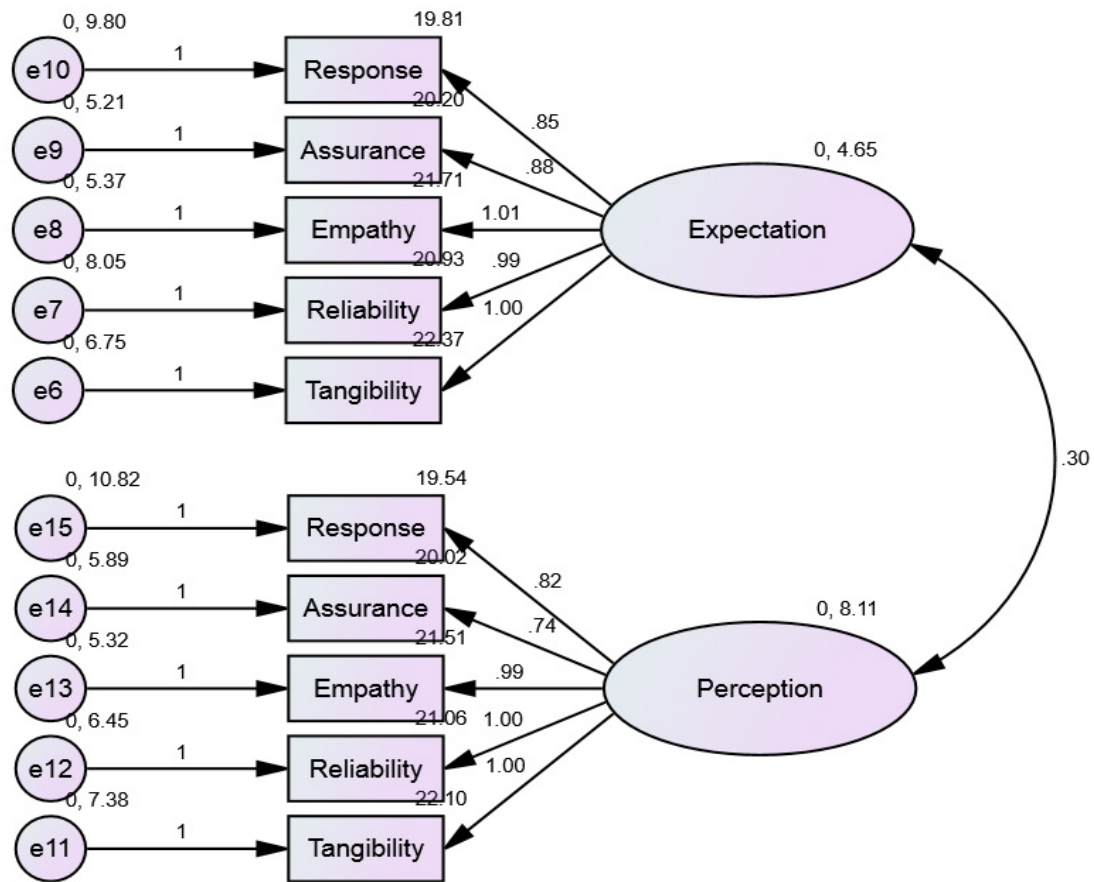 0, 9.80
19.81
e10
1
Response
0, 5.21
20.20
.85
e9
1
Assurance
0, 5.37
21.71
.88
0, 4.65
e8
1
Empathy
1.01
Expectation
0, 8.05
20.93
.99
e7
1
Reliability
1.00
0, 6.75
22.37
e6
1
Tangibility
.30
0, 10.82
19.54
e15
1
Response
0, 5.89
20.02
.82
e14
1
Assurance
0, 5.32
21.51
.74
0, 8.11
e13
1
Empathy
.99
Perception
0, 6.45
21.06
1.00
e12
1
Reliability
1.00
0, 7.38
22.10
e11
1
Tangibility